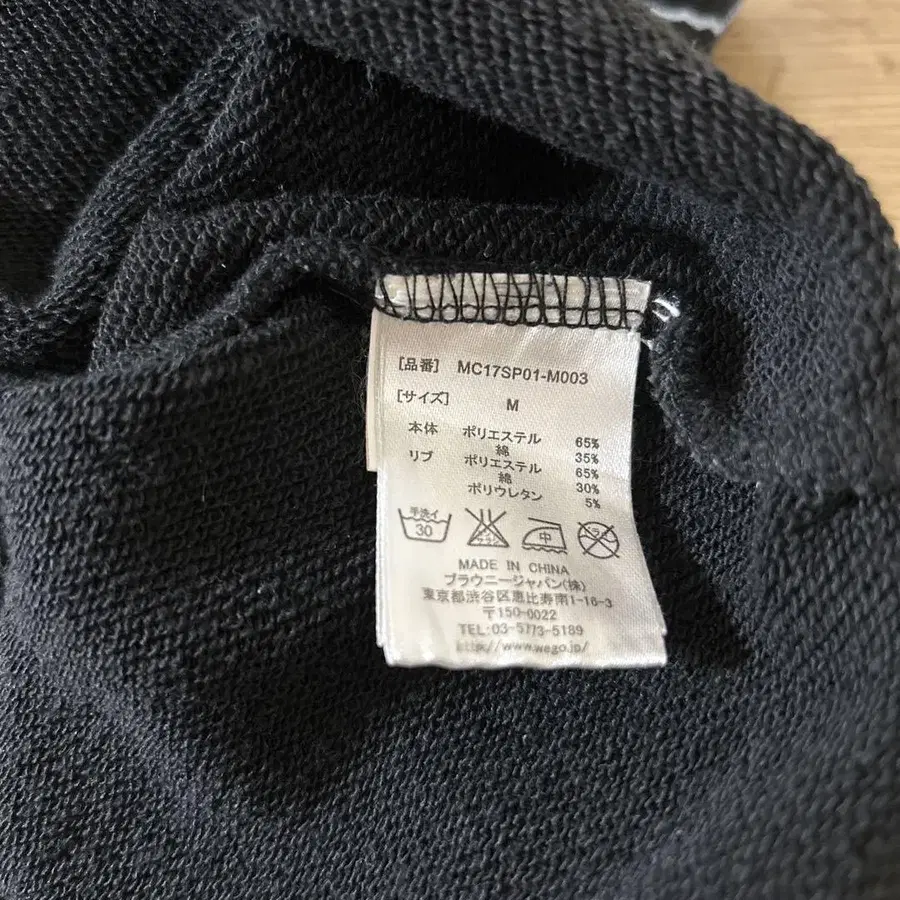 [品番] MC17SP01-M003
[サイズ] M
本体 ポリエステル 65%
綿 35%
リブ ポリエステル 65%
綿 30%
ポリウレタン 5%
手洗イ
30
中
MADE IN CHINA
ブラウニージャパン(株)
東京都渋谷区恵比寿南1-16-3
〒150-0022
TEL:03-5773-5189
http://www.wego.jp/